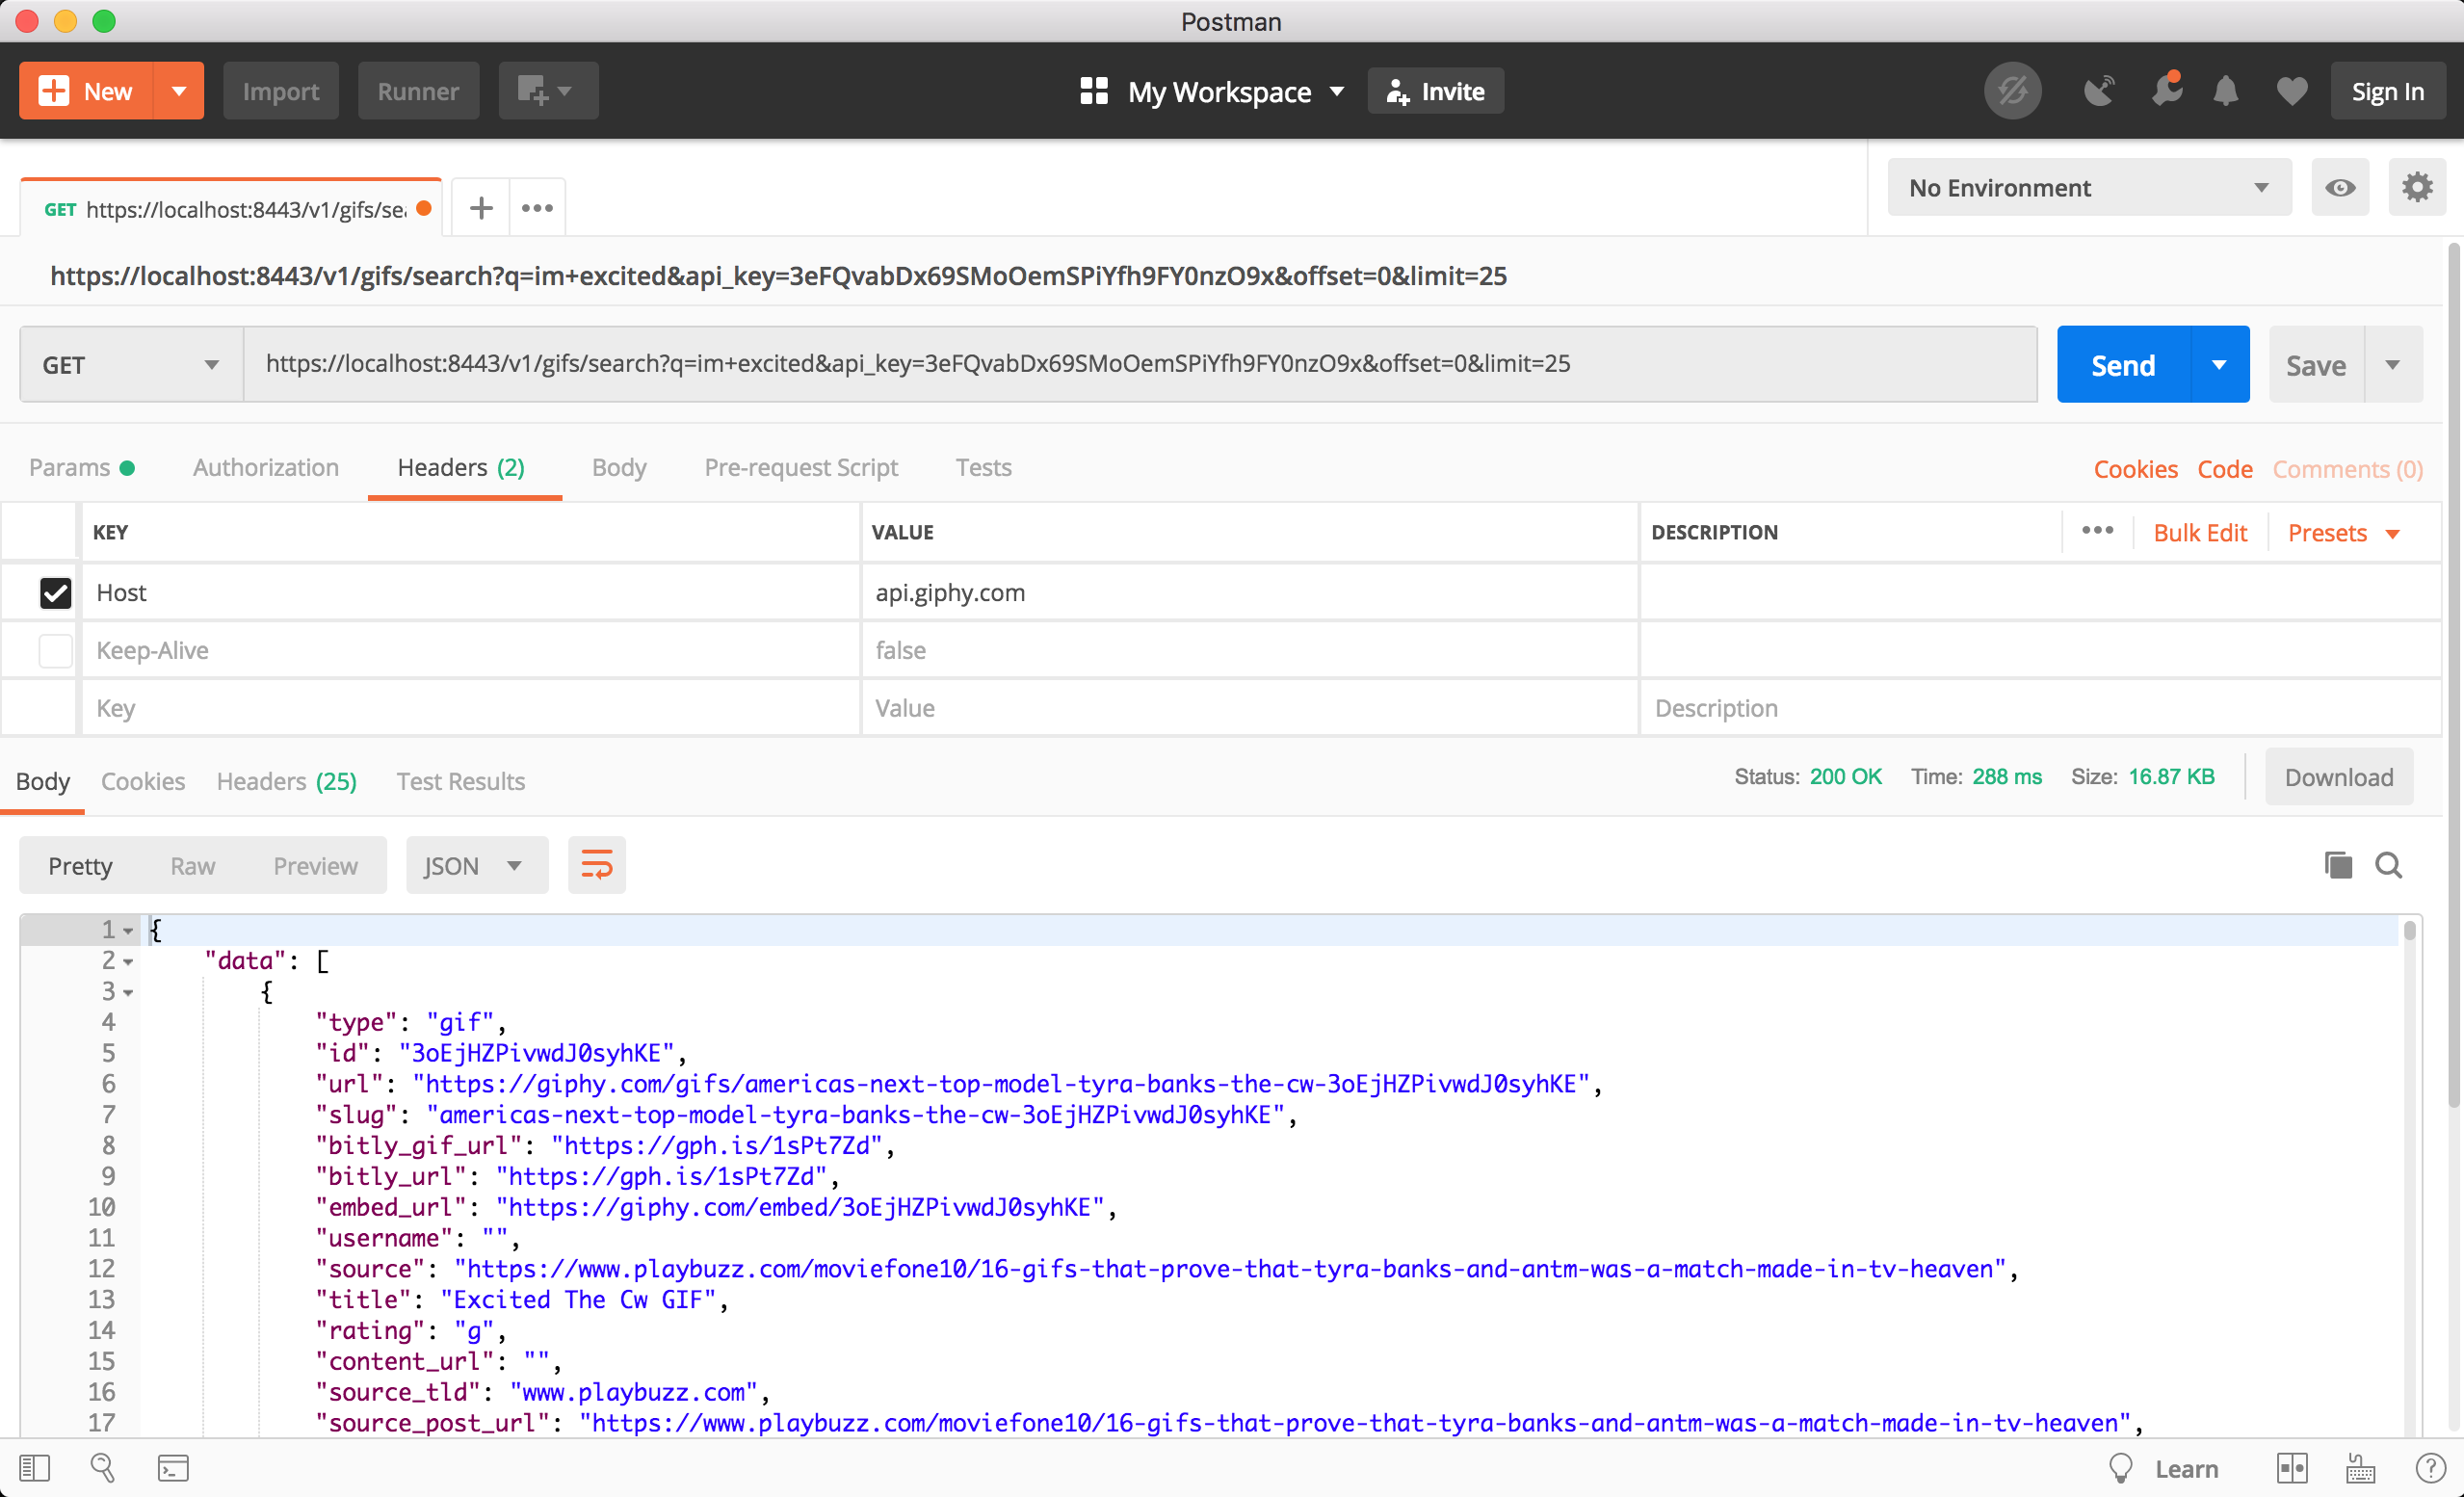 Postman
New Import Runner My Workspace Invite Sign In
GET https://localhost:8443/v1/gifs/sea No Environment
https://localhost:8443/v1/gifs/search?q=im+excited&api_key=3eFQvabDx69SMoOemSPiYfh9FY0nzO9x&offset=0&limit=25
GET https://localhost:8443/v1/gifs/search?q=im+excited&api_key=3eFQvabDx69SMoOemSPiYfh9FY0nzO9x&offset=0&limit=25 Send Save
Params Authorization Headers (2) Body Pre-request Script Tests Cookies Code Comments (0)
KEY VALUE DESCRIPTION Bulk Edit Presets
Host api.giphy.com
Keep-Alive false
Key Value Description
Body Cookies Headers (25) Test Results Status: 200 OK Time: 288 ms Size: 16.87 KB Download
Pretty Raw Preview JSON
1 {
2 "data": [
3 {
4 "type": "gif",
5 "id": "3oEjHZPivwdJ0syhKE",
6 "url": "https://giphy.com/gifs/americas-next-top-model-tyra-banks-the-cw-3oEjHZPivwdJ0syhKE",
7 "slug": "americas-next-top-model-tyra-banks-the-cw-3oEjHZPivwdJ0syhKE",
8 "bitly_gif_url": "https://gph.is/1sPt7Zd",
9 "bitly_url": "https://gph.is/1sPt7Zd",
10 "embed_url": "https://giphy.com/embed/3oEjHZPivwdJ0syhKE",
11 "username": "",
12 "source": "https://www.playbuzz.com/moviefone10/16-gifs-that-prove-that-tyra-banks-and-antm-was-a-match-made-in-tv-heaven",
13 "title": "Excited The Cw GIF",
14 "rating": "g",
15 "content_url": "",
16 "source_tld": "www.playbuzz.com",
17 "source_post_url": "https://www.playbuzz.com/moviefone10/16-gifs-that-prove-that-tyra-banks-and-antm-was-a-match-made-in-tv-heaven",
Learn